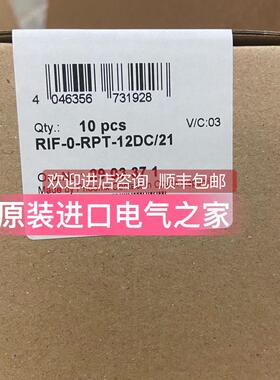 4 046356 731928
Qty.: 10 pcs
V/C:03
RIF-0-RPT-12DC/21
欢迎进店咨询 顺丰包邮
原装进口电气之家